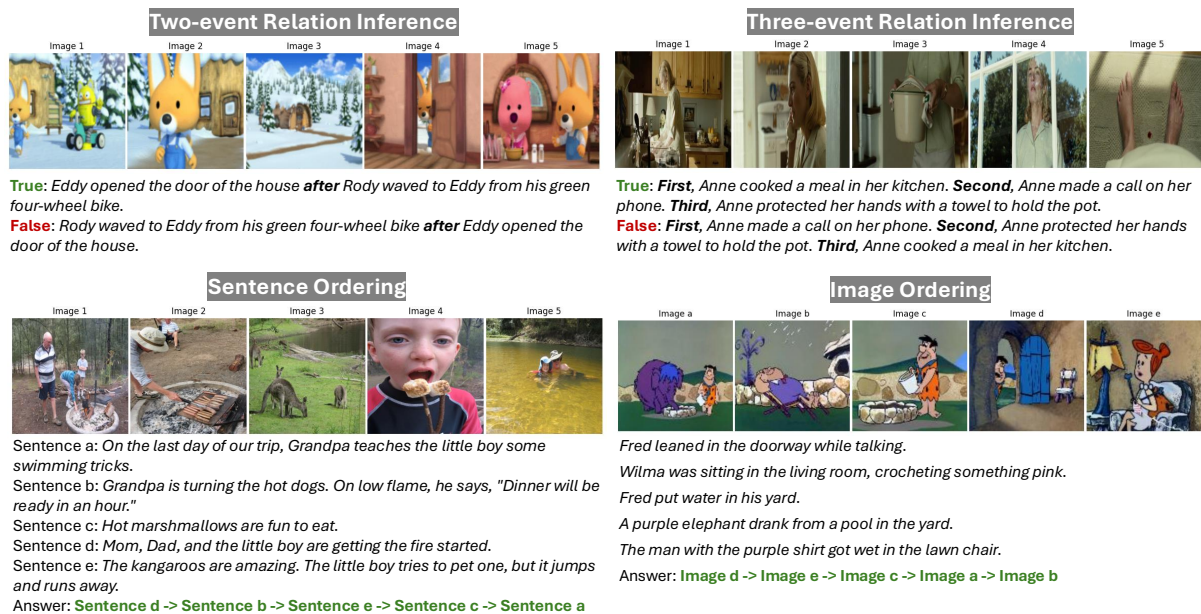 Two-event Relation Inference
Image 1 Image 2 Image 3 Image 4 Image 5
True: Eddy opened the door of the house after Rody waved to Eddy from his green
four-wheel bike.
False: Rody waved to Eddy from his green four-wheel bike after Eddy opened the
door of the house.
Three-event Relation Inference
Image 1 Image 2 Image 3 Image 4 Image 5
True: First, Anne cooked a meal in her kitchen. Second, Anne made a call on her
phone. Third, Anne protected her hands with a towel to hold the pot.
False: First, Anne made a call on her phone. Second, Anne protected her hands
with a towel to hold the pot. Third, Anne cooked a meal in her kitchen.
Sentence Ordering
Image 1 Image 2 Image 3 Image 4 Image 5
Sentence a: On the last day of our trip, Grandpa teaches the little boy some
swimming tricks.
Sentence b: Grandpa is turning the hot dogs. On low flame, he says, "Dinner will be
ready in an hour."
Sentence c: Hot marshmallows are fun to eat.
Sentence d: Mom, Dad, and the little boy are getting the fire started.
Sentence e: The kangaroos are amazing. The little boy tries to pet one, but it jumps
and runs away.
Answer: Sentence d -> Sentence b -> Sentence e -> Sentence c -> Sentence a
Image Ordering
Image a Image b Image c Image d Image e
Fred leaned in the doorway while talking.
Wilma was sitting in the living room, crocheting something pink.
Fred put water in his yard.
A purple elephant drank from a pool in the yard.
The man with the purple shirt got wet in the lawn chair.
Answer: Image d -> Image e -> Image c -> Image a -> Image b